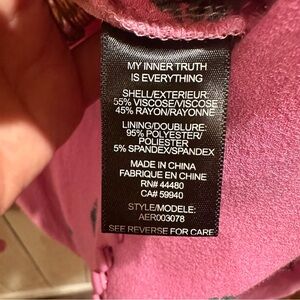 MY INNER TRUTH
IS EVERYTHING
SHELL/EXTERIEUR:
55% VISCOSE/VISCOSE
45% RAYON/RAYONNE
LINING/DOUBLURE:
95% POLYESTER/
POLIESTER
5% SPANDEX/SPANDEX
MADE IN CHINA
FABRIQUE EN CHINE
RN# 44480
CA# 59940
STYLE/MODELE:
AER003078
SEE REVERSE FOR CARE